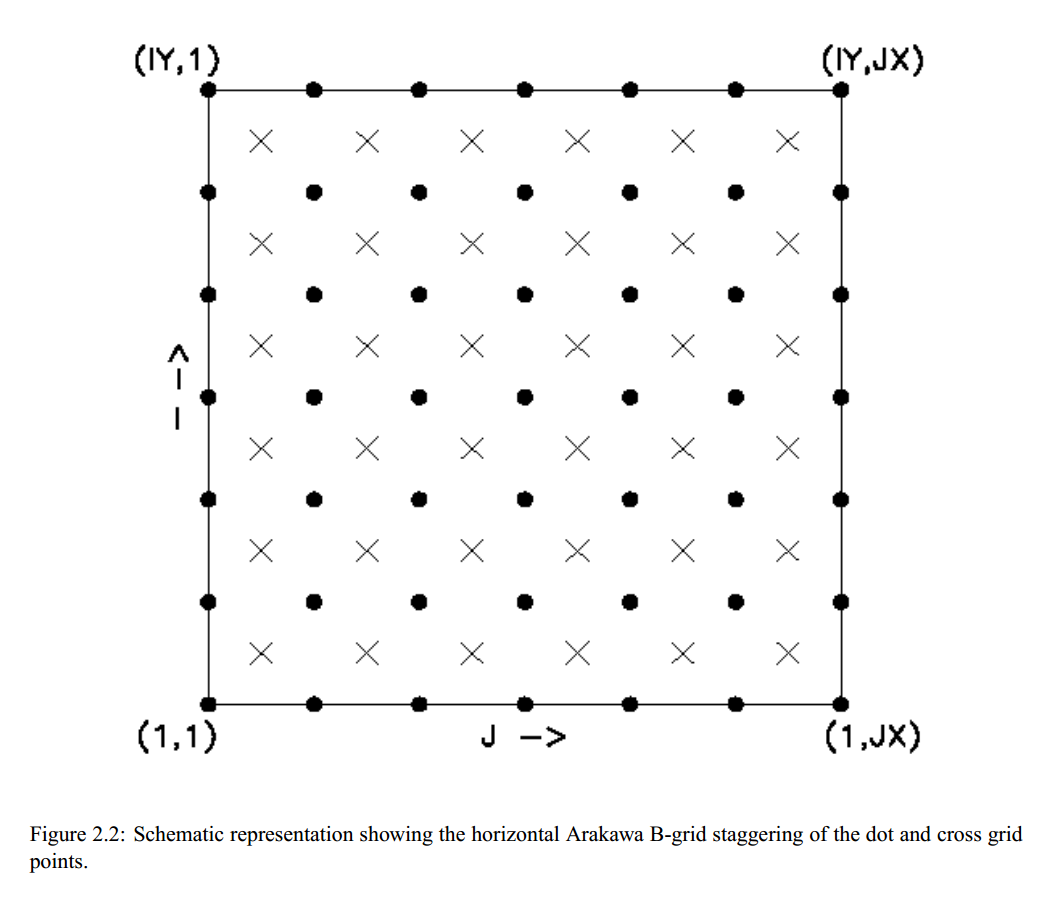 (IY,1) (IY,JX)
I -->
(1,1) J -> (1,JX)
Figure 2.2: Schematic representation showing the horizontal Arakawa B-grid staggering of the dot and cross grid
points.